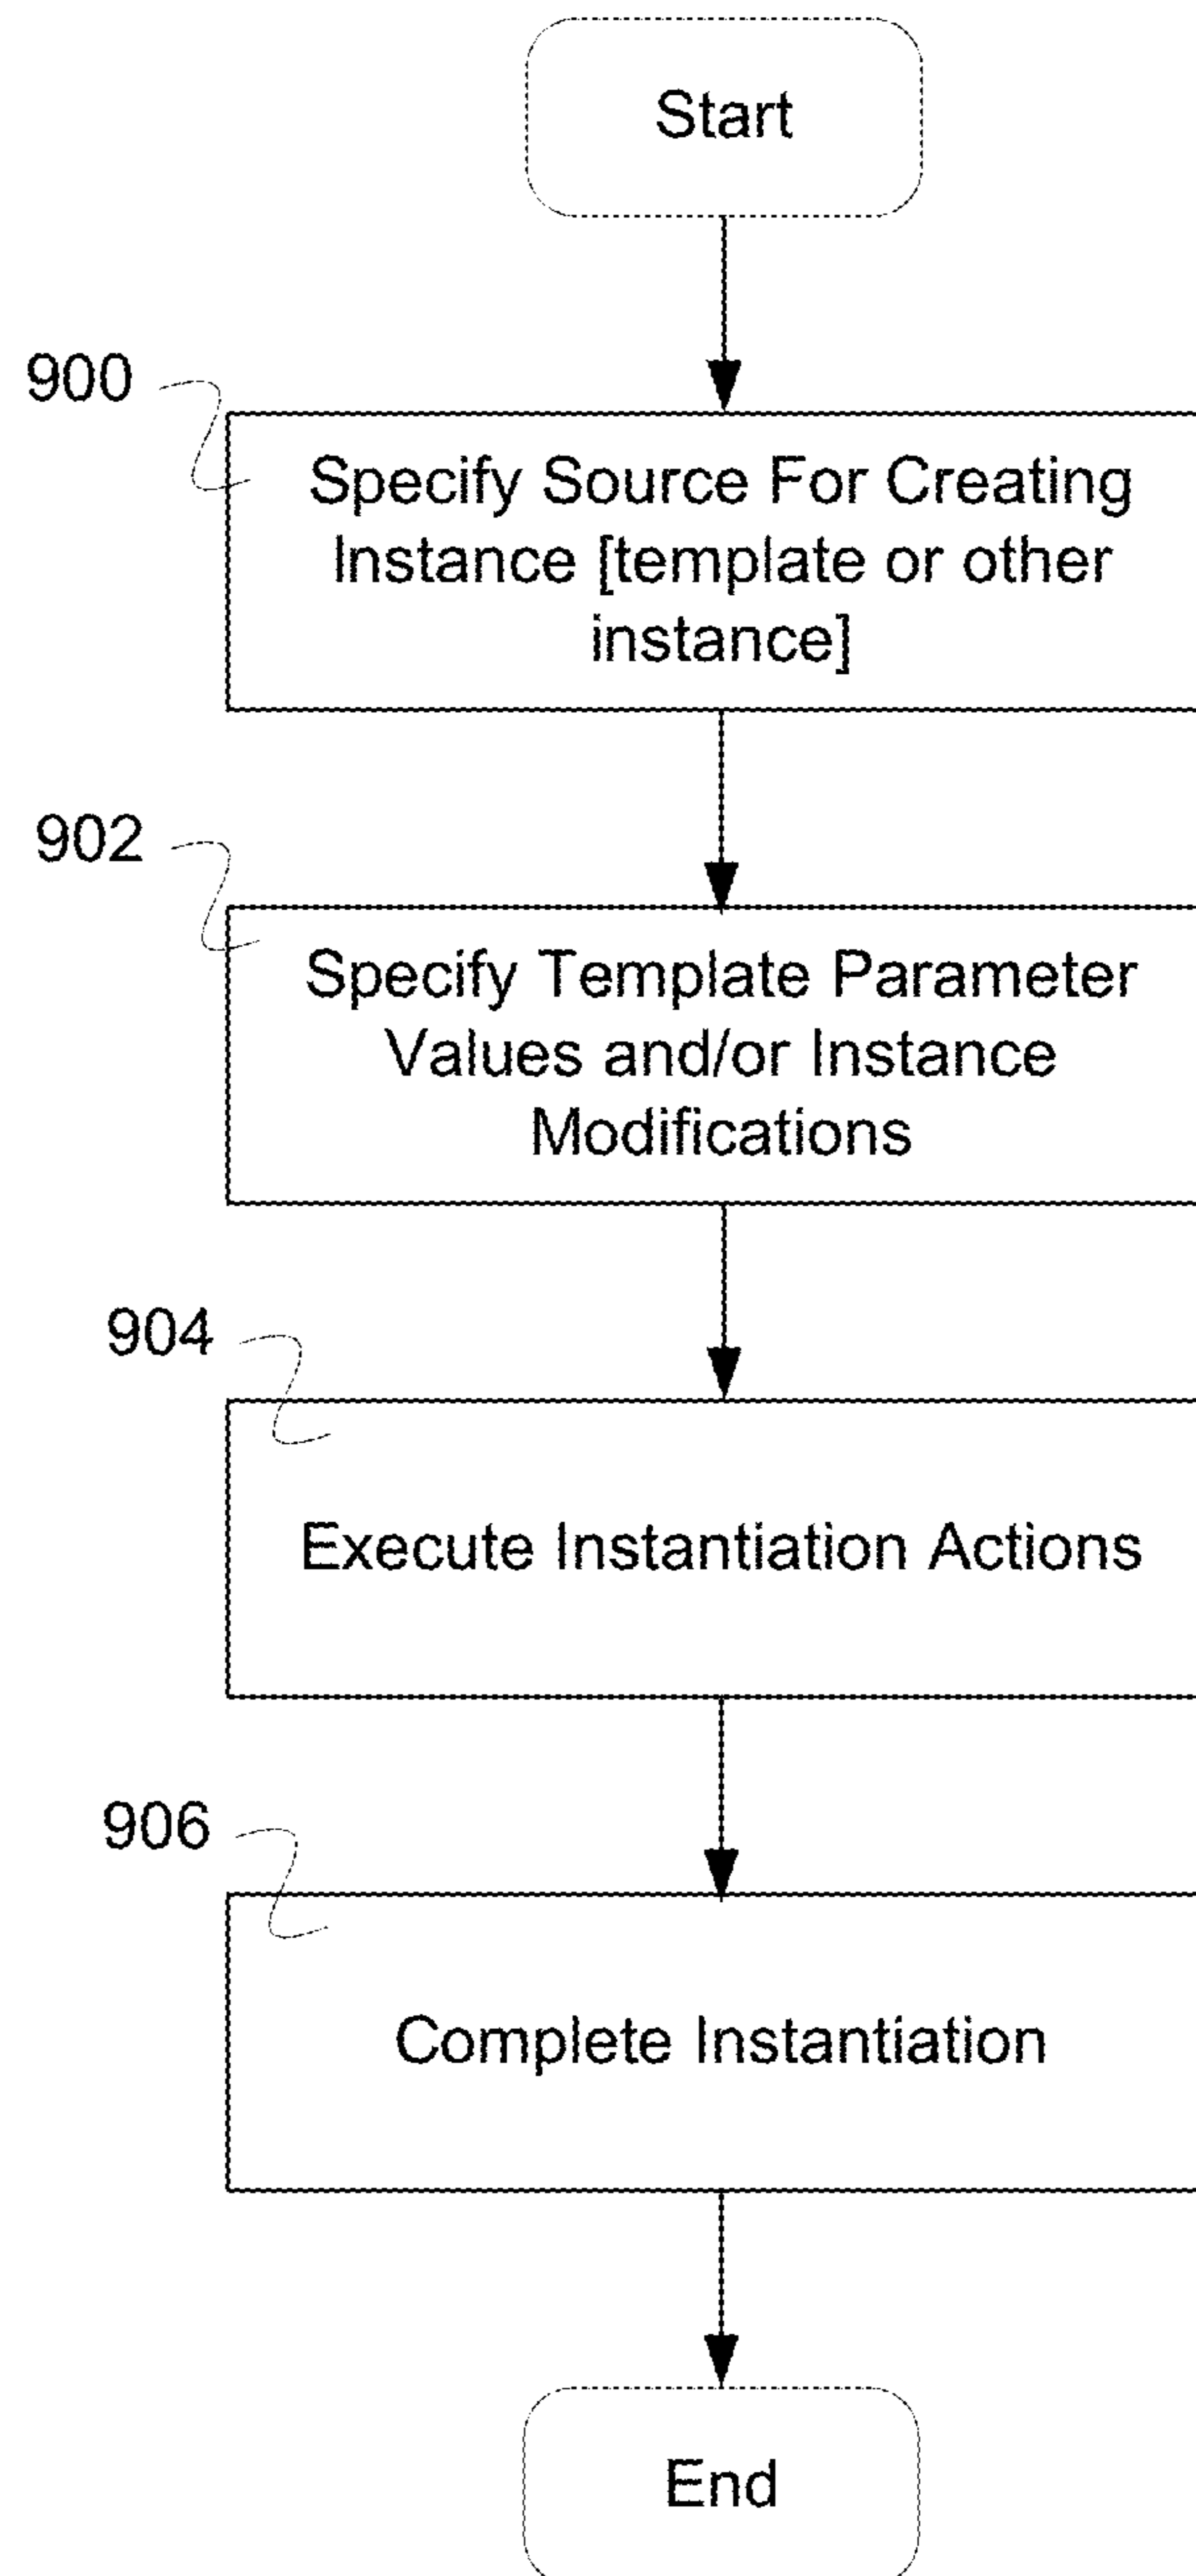 Start
900
Specify Source For Creating
Instance [template or other
instance]
902
Specify Template Parameter
Values and/or Instance
Modifications
904
Execute Instantiation Actions
906
Complete Instantiation
End